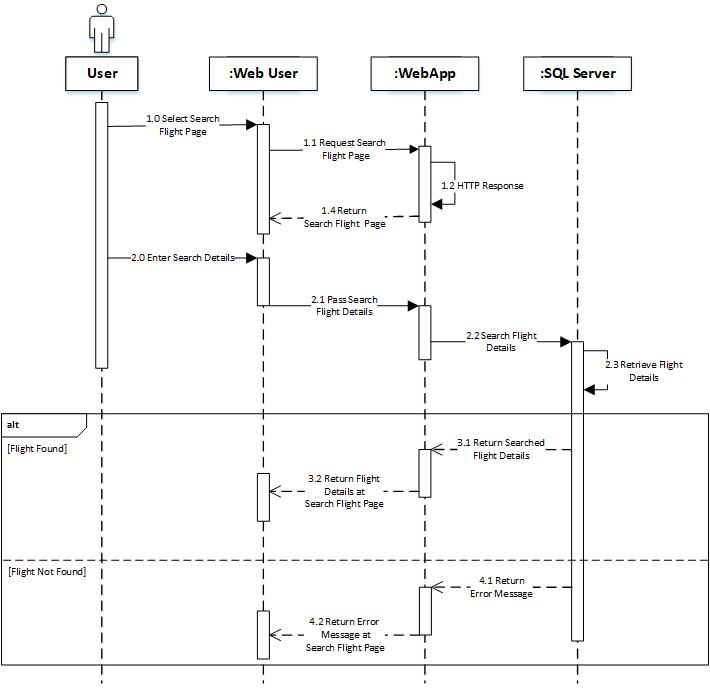 User
:Web User
:WebApp
:SQL Server
1.0 Select Search
Flight Page
1.1 Request Search
Flight Page
1.2 HTTP Response
1.4 Return
Search Flight Page
2.0 Enter Search Details
2.1 Pass Search
Flight Details
2.2 Search Flight
Details
2.3 Retrieve Flight
Details
alt
[Flight Found]
3.1 Return Searched
Flight Details
3.2 Return Flight
Details at
Search Flight Page
[Flight Not Found]
4.1 Return
Error Message
4.2 Return Error
Message at
Search Flight Page